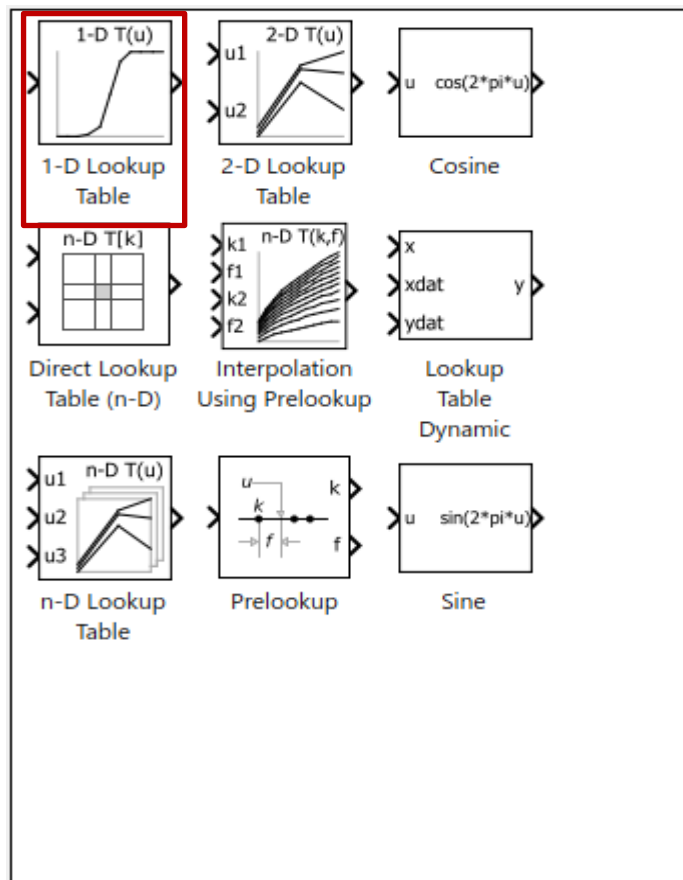 1-D T(u)
1-D Lookup
Table
2-D T(u)
u1
u2
2-D Lookup
Table
u cos(2*pi*u)
Cosine
n-D T[k]
Direct Lookup
Table (n-D)
n-D T(k,f)
k1
f1
k2
f2
Interpolation
Using Prelookup
x
xdat y
ydat
Lookup
Table
Dynamic
n-D T(u)
u1
u2
u3
n-D Lookup
Table
u k
k
f f
Prelookup
u sin(2*pi*u)
Sine